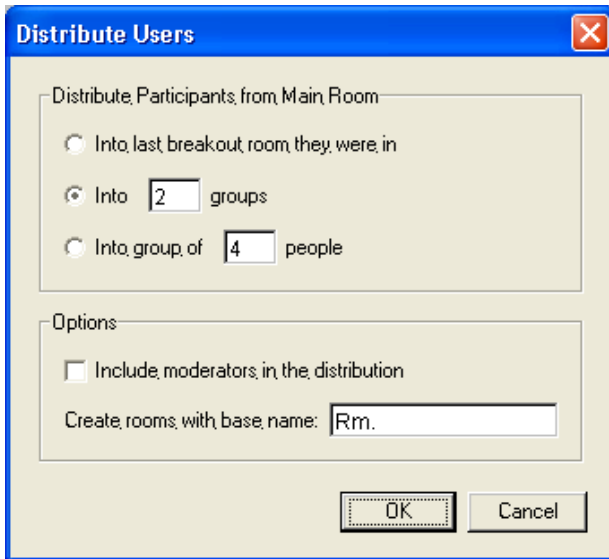 Distribute Users
Distribute Participants from Main Room
Into last breakout room they were in
Into 2 groups
Into group of 4 people
Options
Include moderators in the distribution
Create rooms with base name: Rm.
OK Cancel